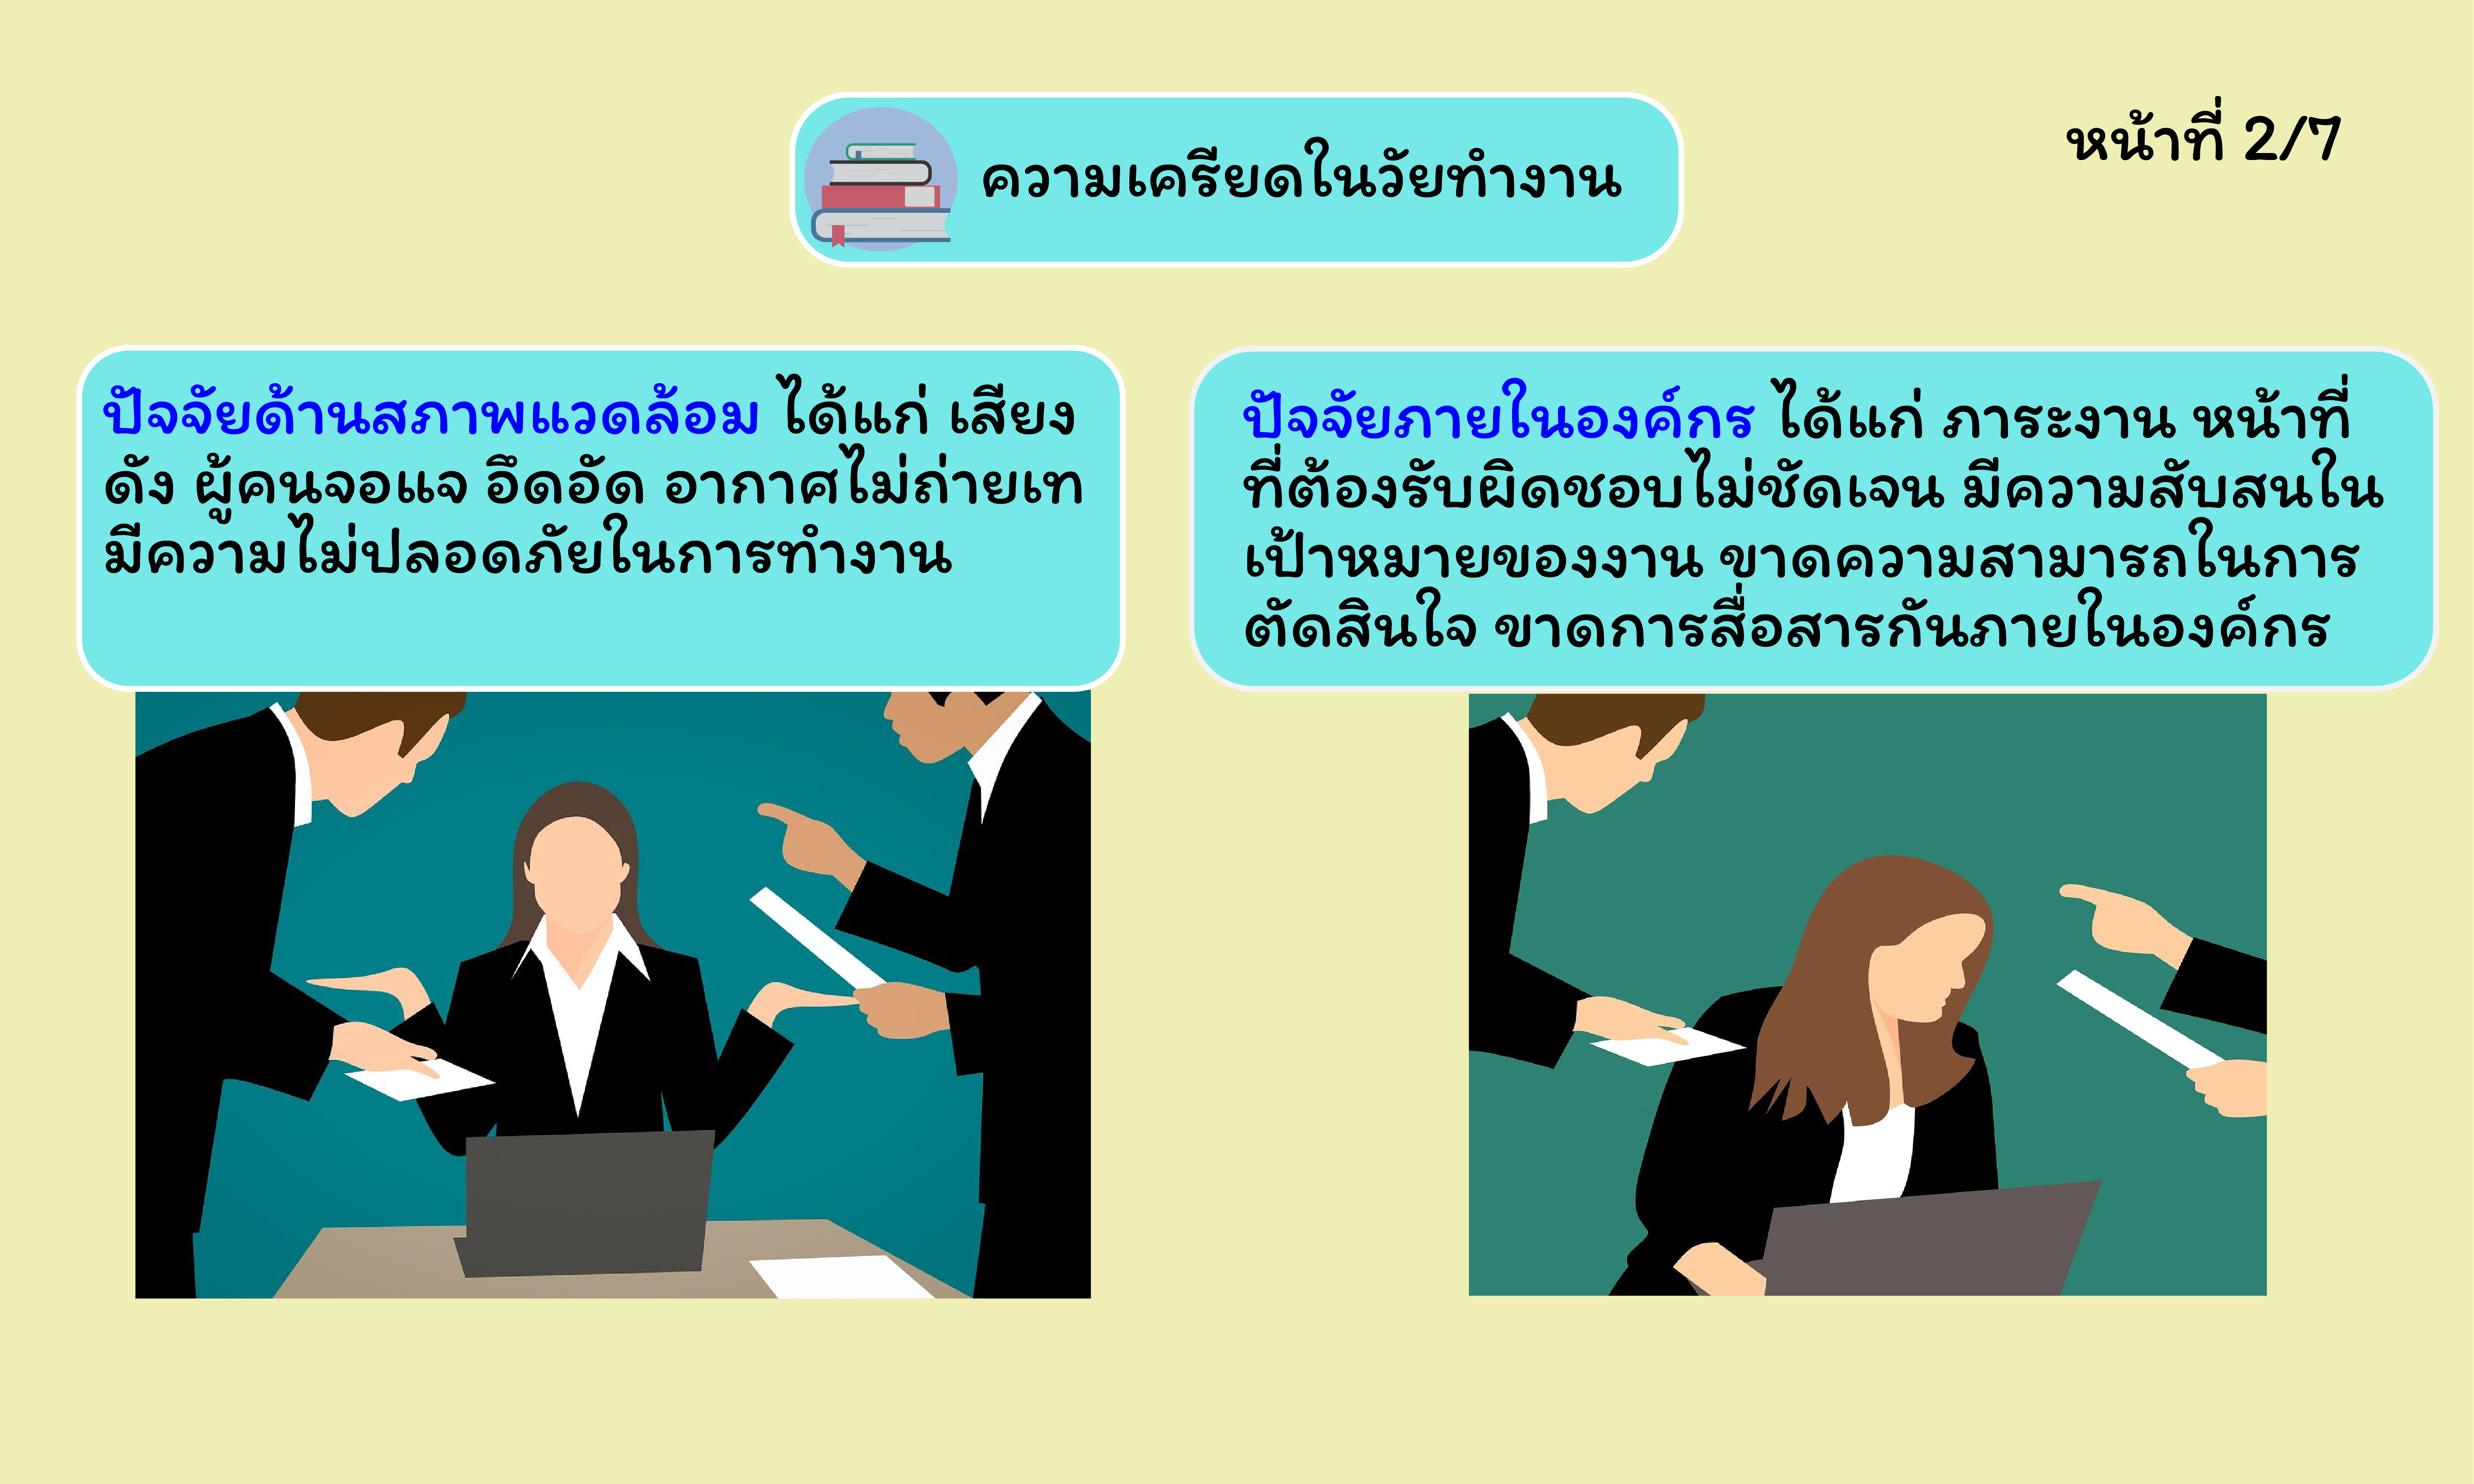 ความเครียดในวัยทำงาน
หน้าที่ 2/7
ปัจจัยด้านสภาพแวดล้อม ได้แก่ เสียง
ดัง ผู้คนจอแจ อึดอัด อากาศไม่ถ่ายเท
มีความไม่ปลอดภัยในการทำงาน
ปัจจัยภายในองค์กร ได้แก่ ภาระงาน หน้าที่
ที่ต้องรับผิดชอบไม่ชัดเจน มีความสับสนใน
เป้าหมายของงาน ขาดความสามารถในการ
ตัดสินใจ ขาดการสื่อสารกันภายในองค์กร